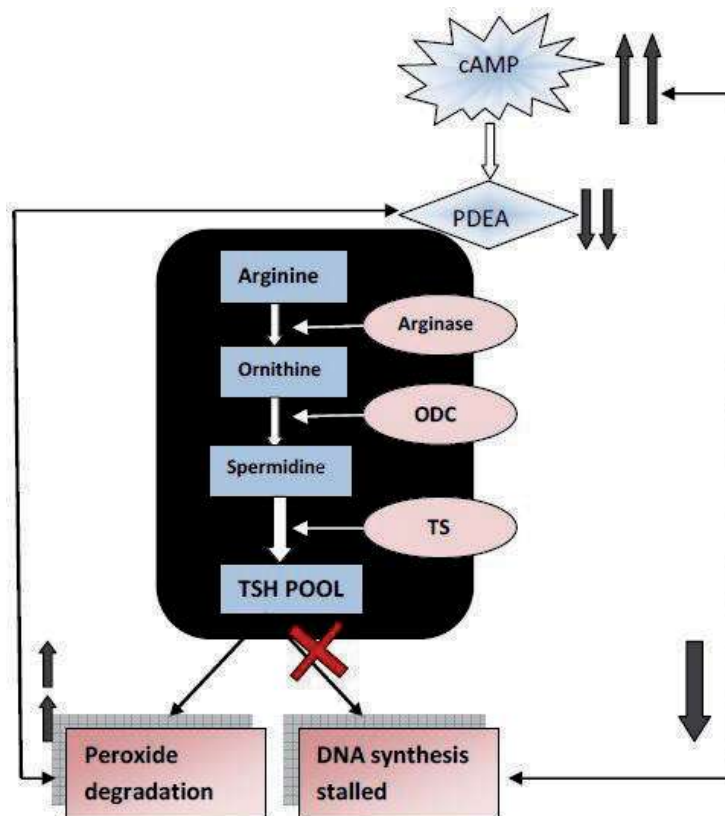 cAMP
PDEA
Arginine
Arginase
Ornithine
ODC
Spermidine
TS
TSH POOL
Peroxide
degradation
DNA synthesis
stalled